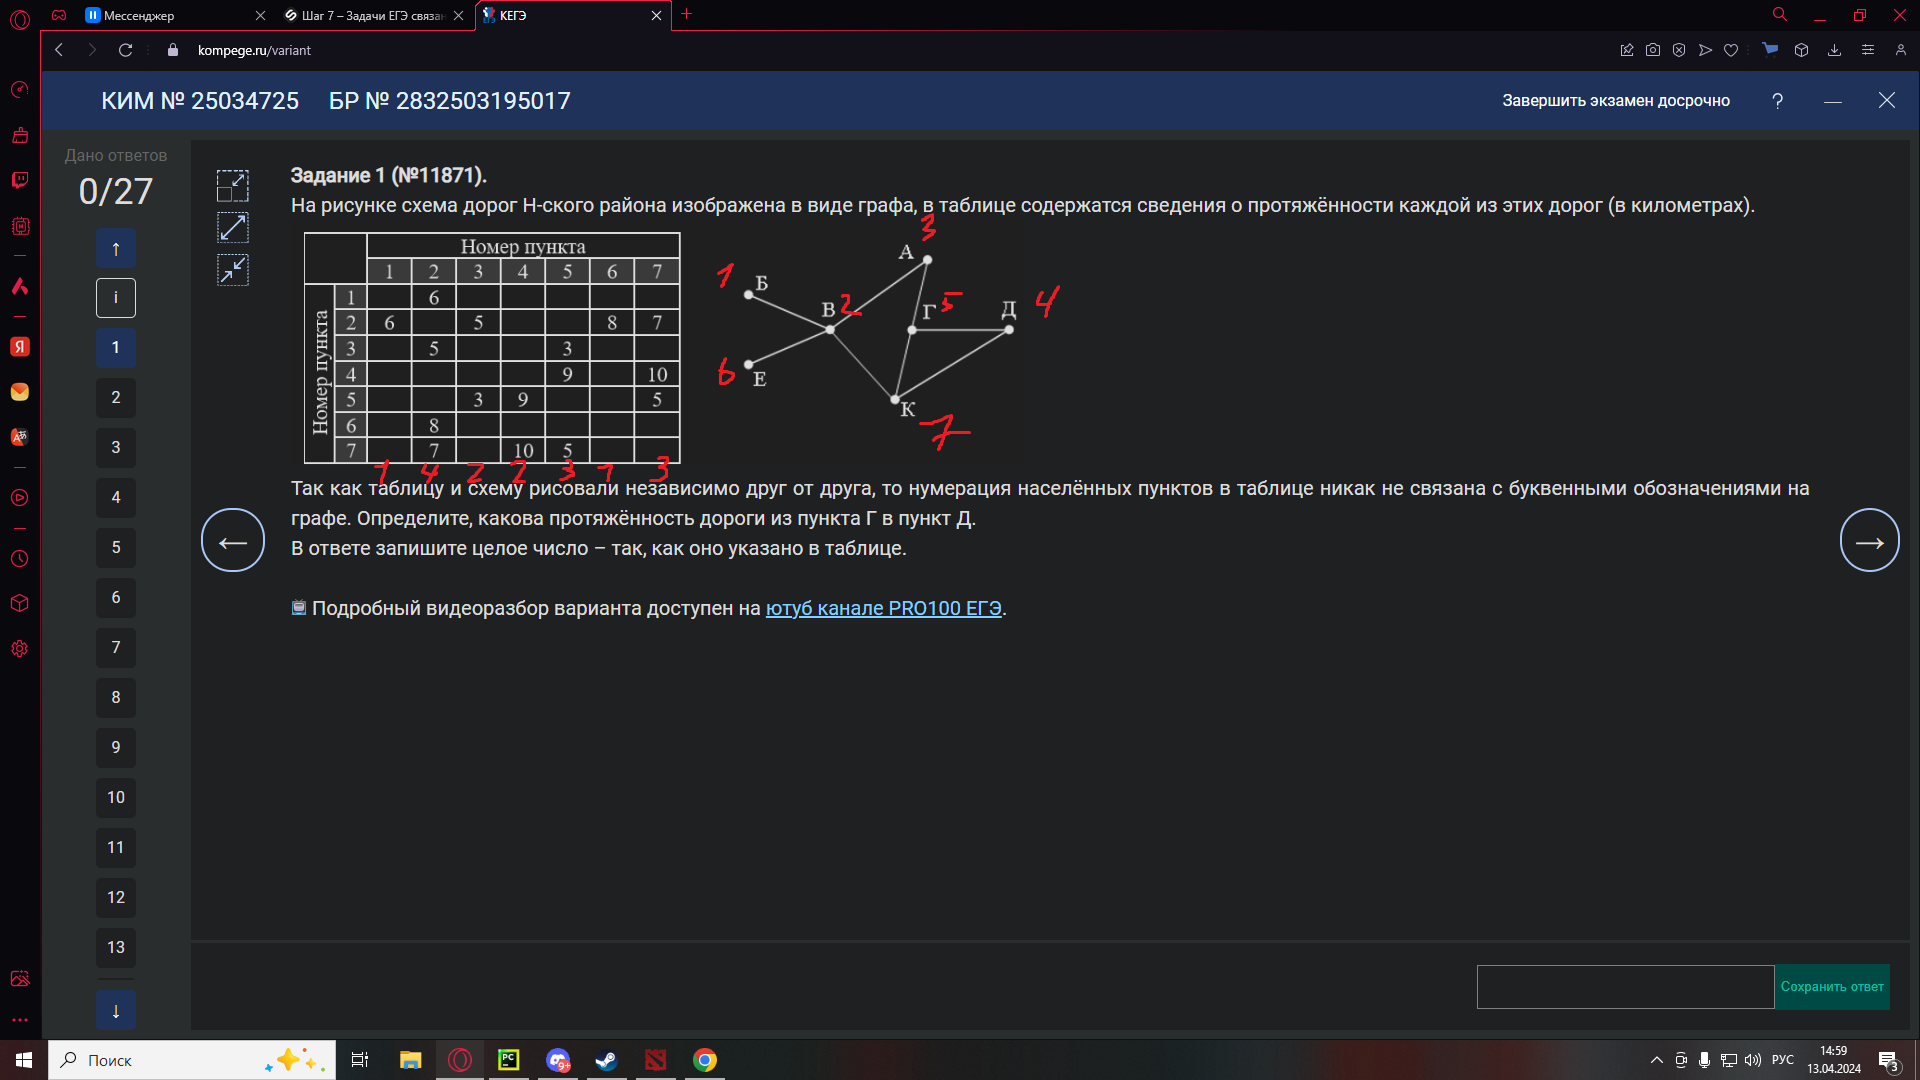 Мессенджер
Шаг 7 – Задачи ЕГЭ связан
КЕГЭ
kompege.ru/variant
КИМ № 25034725 БР № 2832503195017
Завершить экзамен досрочно ?
Дано ответов
0/27
↑
i
1
2
3
4
5
6
7
8
9
10
11
12
13
↓
Задание 1 (№11871).
На рисунке схема дорог Н-ского района изображена в виде графа, в таблице содержатся сведения о протяжённости каждой из этих дорог (в километрах).
Номер пункта
1 2 3 4 5 6 7
Номер пункта
1 6
2 6 5 8 7
3 5 3
4 9 10
5 3 9 5
6 8
7 7 10 5
1 4 2 2 3 1 3
А 3
1 Б
В 2
Г 5
Д 4
6 Е
К 7
Так как таблицу и схему рисовали независимо друг от друга, то нумерация населённых пунктов в таблице никак не связана с буквенными обозначениями на
графе. Определите, какова протяжённость дороги из пункта Г в пункт Д.
В ответе запишите целое число – так, как оно указано в таблице.
Подробный видеоразбор варианта доступен на ютуб канале PRO100 ЕГЭ.
←
→
Сохранить ответ
Я
Поиск
PC
9+
РУС
14:59
13.04.2024
3